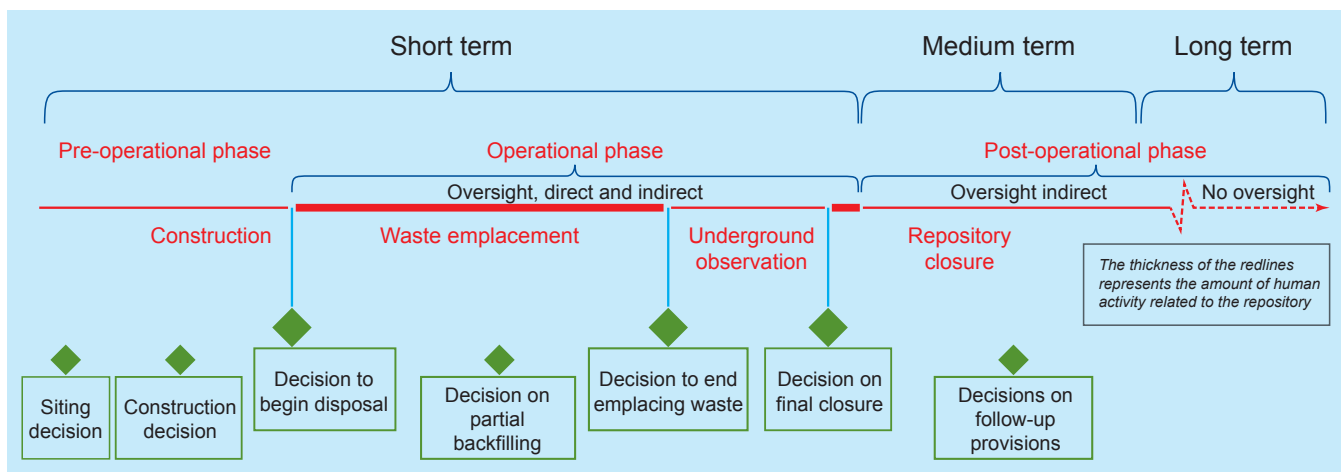 Short term
Medium term
Long term
Pre-operational phase
Operational phase
Post-operational phase
Oversight, direct and indirect
Oversight indirect
No oversight
Construction
Waste emplacement
Underground
observation
Repository
closure
The thickness of the redlines
represents the amount of human
activity related to the repository
Siting
decision
Construction
decision
Decision to
begin disposal
Decision on
partial
backfilling
Decision to end
emplacing waste
Decision on
final closure
Decisions on
follow-up
provisions